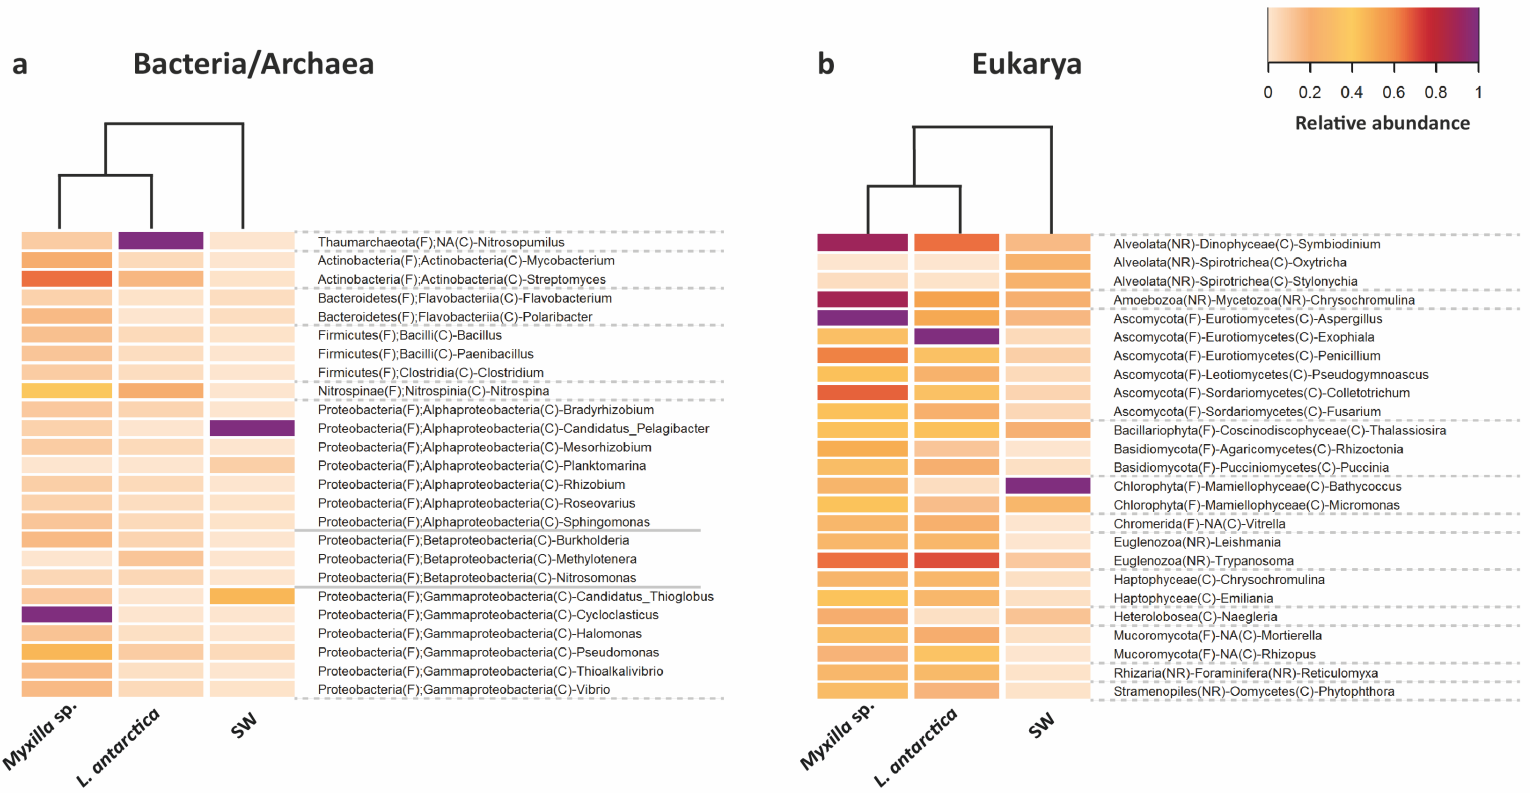 a
Bacteria/Archaea
b
Eukarya
0 0.2 0.4 0.6 0.8 1
Relative abundance
Thaumarchaeota(F);NA(C)-Nitrosopumilus
Actinobacteria(F);Actinobacteria(C)-Mycobacterium
Actinobacteria(F);Actinobacteria(C)-Streptomyces
Bacteroidetes(F);Flavobacteriia(C)-Flavobacterium
Bacteroidetes(F);Flavobacteriia(C)-Polaribacter
Firmicutes(F);Bacilli(C)-Bacillus
Firmicutes(F);Bacilli(C)-Paenibacillus
Firmicutes(F);Clostridia(C)-Clostridium
Nitrospinae(F);Nitrospinia(C)-Nitrospina
Proteobacteria(F);Alphaproteobacteria(C)-Bradyrhizobium
Proteobacteria(F);Alphaproteobacteria(C)-Candidatus_Pelagibacter
Proteobacteria(F);Alphaproteobacteria(C)-Mesorhizobium
Proteobacteria(F);Alphaproteobacteria(C)-Planktomarina
Proteobacteria(F);Alphaproteobacteria(C)-Rhizobium
Proteobacteria(F);Alphaproteobacteria(C)-Roseovarius
Proteobacteria(F);Alphaproteobacteria(C)-Sphingomonas
Proteobacteria(F);Betaproteobacteria(C)-Burkholderia
Proteobacteria(F);Betaproteobacteria(C)-Methylotenera
Proteobacteria(F);Betaproteobacteria(C)-Nitrosomonas
Proteobacteria(F);Gammaproteobacteria(C)-Candidatus_Thioglobus
Proteobacteria(F);Gammaproteobacteria(C)-Cycloclasticus
Proteobacteria(F);Gammaproteobacteria(C)-Halomonas
Proteobacteria(F);Gammaproteobacteria(C)-Pseudomonas
Proteobacteria(F);Gammaproteobacteria(C)-Thioalkalivibrio
Proteobacteria(F);Gammaproteobacteria(C)-Vibrio
Myxilla sp.
L. antarctica
SW
Alveolata(NR)-Dinophyceae(C)-Symbiodinium
Alveolata(NR)-Spirotrichea(C)-Oxytricha
Alveolata(NR)-Spirotrichea(C)-Stylonychia
Amoebozoa(NR)-Mycetozoa(NR)-Chrysochromulina
Ascomycota(F)-Eurotiomycetes(C)-Aspergillus
Ascomycota(F)-Eurotiomycetes(C)-Exophiala
Ascomycota(F)-Eurotiomycetes(C)-Penicillium
Ascomycota(F)-Leotiomycetes(C)-Pseudogymnoascus
Ascomycota(F)-Sordariomycetes(C)-Colletotrichum
Ascomycota(F)-Sordariomycetes(C)-Fusarium
Bacillariophyta(F)-Coscinodiscophyceae(C)-Thalassiosira
Basidiomycota(F)-Agaricomycetes(C)-Rhizoctonia
Basidiomycota(F)-Pucciniomycetes(C)-Puccinia
Chlorophyta(F)-Mamiellophyceae(C)-Bathycoccus
Chlorophyta(F)-Mamiellophyceae(C)-Micromonas
Chromerida(F)-NA(C)-Vitrella
Euglenozoa(NR)-Leishmania
Euglenozoa(NR)-Trypanosoma
Haptophyceae(C)-Chrysochromulina
Haptophyceae(C)-Emiliania
Heterolobosea(C)-Naegleria
Mucoromycota(F)-NA(C)-Mortierella
Mucoromycota(F)-NA(C)-Rhizopus
Rhizaria(NR)-Foraminifera(NR)-Reticulomyxa
Stramenopiles(NR)-Oomycetes(C)-Phytophthora
Myxilla sp.
L. antarctica
SW